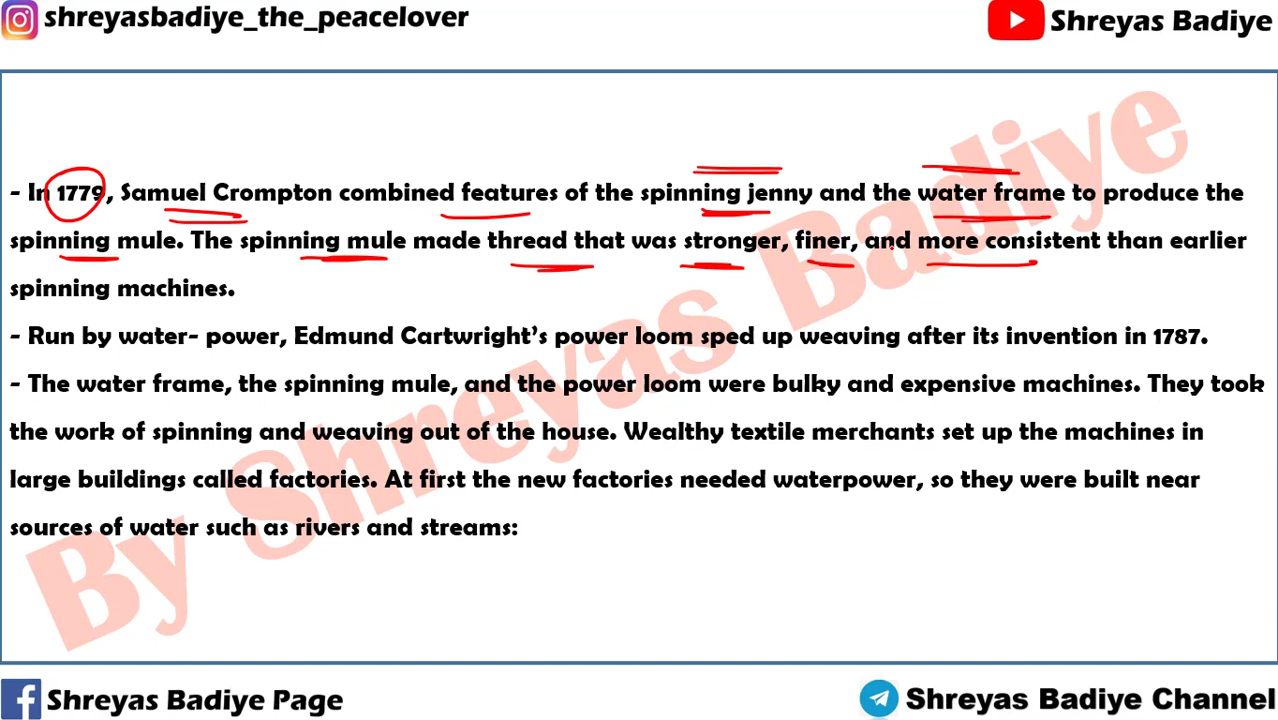 shreyasbadiye_the_peacelover
Shreyas Badiye
- In 1779, Samuel Crompton combined features of the spinning jenny and the water frame to produce the
spinning mule. The spinning mule made thread that was stronger, finer, and more consistent than earlier
spinning machines.
- Run by water- power, Edmund Cartwright's power loom sped up weaving after its invention in 1787.
- The water frame, the spinning mule, and the power loom were bulky and expensive machines. They took
the work of spinning and weaving out of the house. Wealthy textile merchants set up the machines in
large buildings called factories. At first the new factories needed waterpower, so they were built near
sources of water such as rivers and streams:
By Shreyas Badiye
Shreyas Badiye Page
Shreyas Badiye Channel